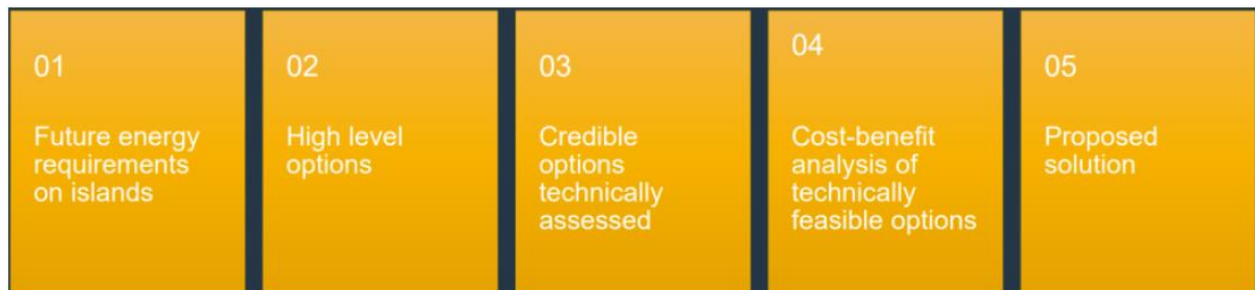 01
Future energy
requirements
on islands
02
High level
options
03
Credible
options
technically
assessed
04
Cost-benefit
analysis of
technically
feasible options
05
Proposed
solution